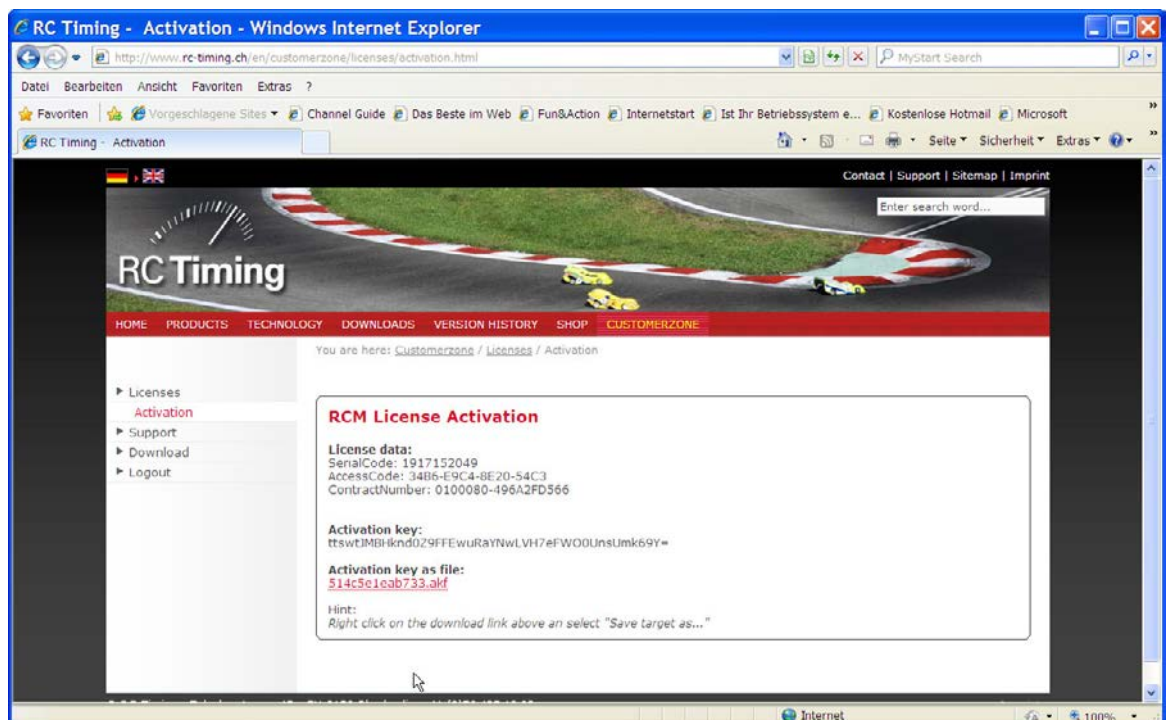 RC Timing - Activation - Windows Internet Explorer
http://www.rc-timing.ch/en/customerzone/licenses/activation.html
MyStart Search
Datei Bearbeiten Ansicht Favoriten Extras ?
Favoriten Vorgeschlagene Sites Channel Guide Das Beste im Web Fun&Action Internetstart Ist Ihr Betriebssystem e... Kostenlose Hotmail Microsoft »
RC Timing - Activation
Seite Sicherheit Extras »
Contact | Support | Sitemap | Imprint
Enter search word...
RC Timing
HOME PRODUCTS TECHNOLOGY DOWNLOADS VERSION HISTORY SHOP CUSTOMERZONE
You are here: Customerzone / Licenses / Activation
Licenses
Activation
Support
Download
Logout
RCM License Activation
License data:
SerialCode: 1917152049
AccessCode: 34B6-E9C4-8E20-54C3
ContractNumber: 0100080-496A2FD566
Activation key:
ttswtJMBHknd0Z9FFEwuRaYNwLVH7eFWO0UnsUmk69Y=
Activation key as file:
514c5e1eab733.akf
Hint:
Right click on the download link above an select "Save target as..."
Internet
100%